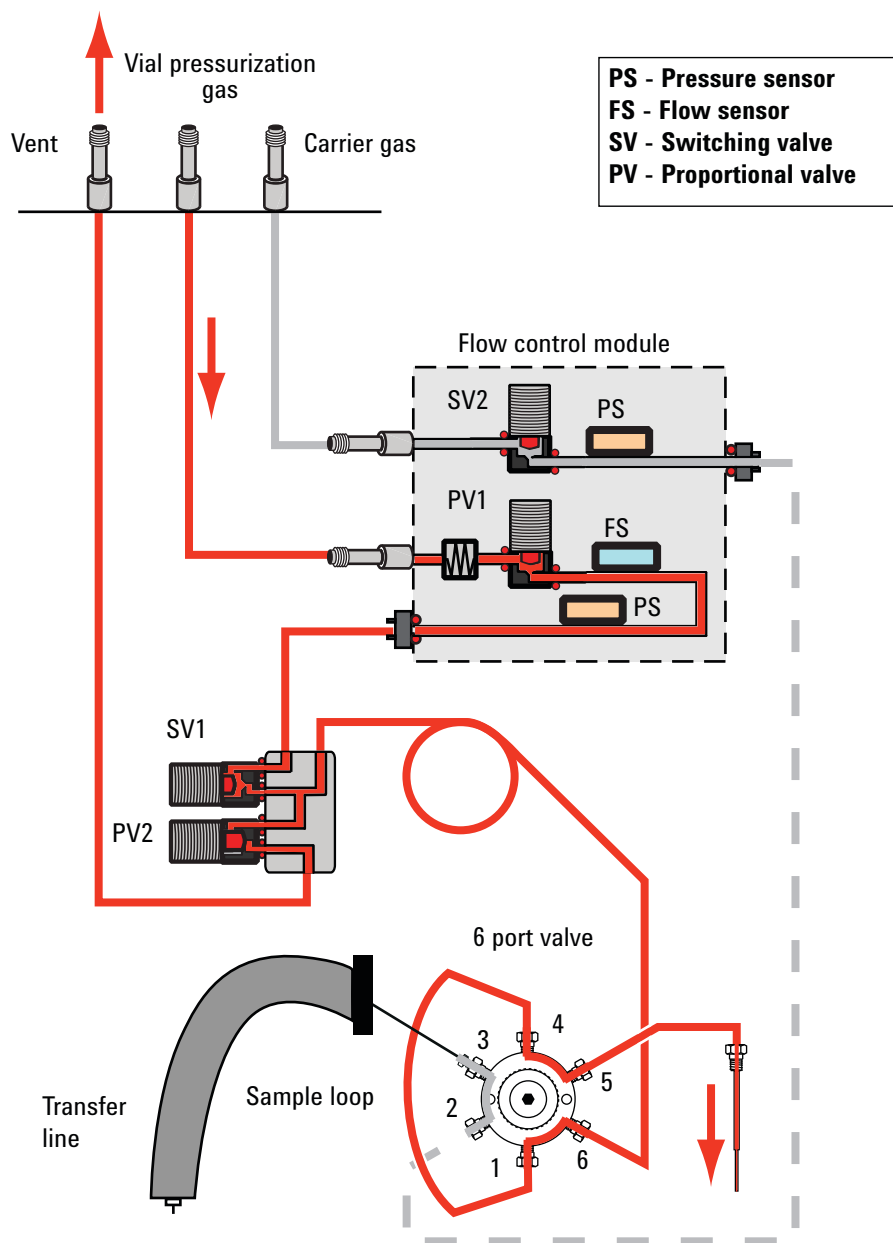 Vial pressurization
gas
Vent
Carrier gas
PS - Pressure sensor
FS - Flow sensor
SV - Switching valve
PV - Proportional valve
Flow control module
SV2
PS
PV1
FS
PS
SV1
PV2
6 port valve
3
4
5
2
1
6
Sample loop
Transfer
line